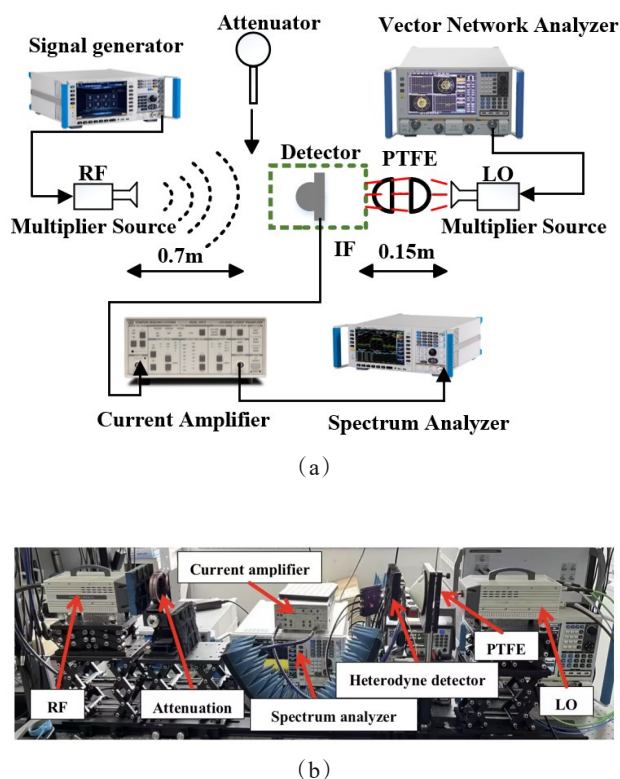 Attenuator
Signal generator
Vector Network Analyzer
Detector
PTFE
RF
LO
Multiplier Source
Multiplier Source
IF
0.7m
0.15m
Current Amplifier
Spectrum Analyzer
（a）
Current amplifier
PTFE
Heterodyne detector
RF
Attenuation
Spectrum analyzer
LO
（b）